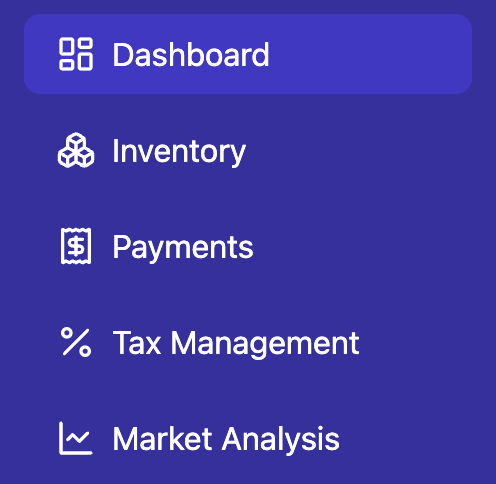 Dashboard
Inventory
Payments
Tax Management
Market Analysis